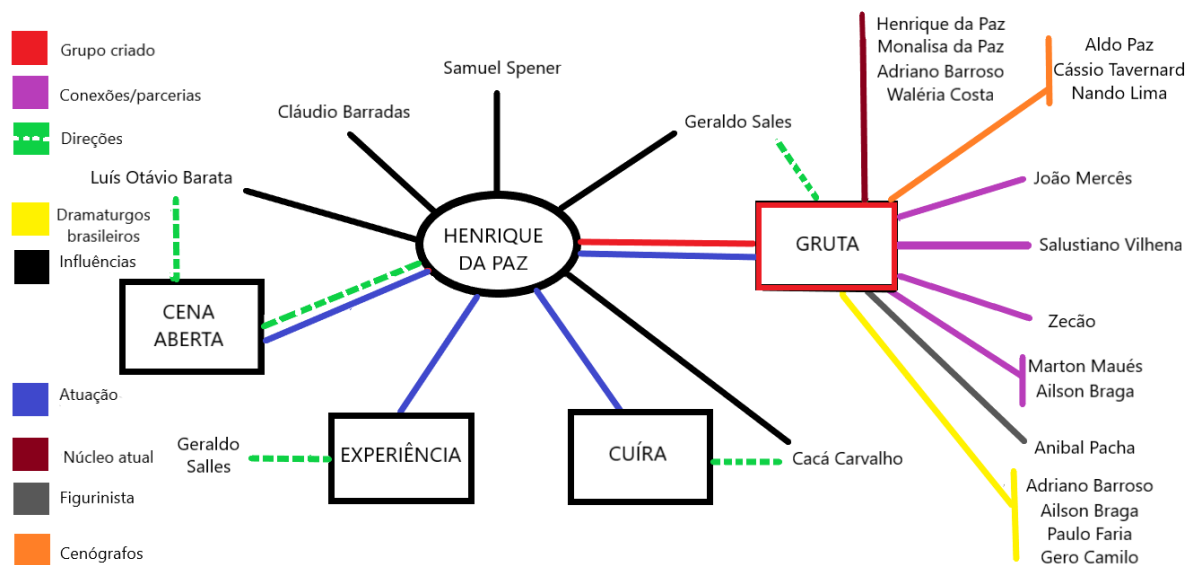 Grupo criado
Conexões/parcerias
Direções
Dramaturgos
brasileiros
Influências
Atuação
Núcleo atual
Figurinista
Cenógrafos
Samuel Spener
Cláudio Barradas
Luís Otávio Barata
Geraldo Sales
HENRIQUE
DA PAZ
CENA
ABERTA
Geraldo
Salles
EXPERIÊNCIA
CUÍRA
Cacá Carvalho
GRUTA
Henrique da Paz
Monalisa da Paz
Adriano Barroso
Waléria Costa
Aldo Paz
Cássio Tavernard
Nando Lima
João Mercês
Salustiano Vilhena
Zecão
Marton Maués
Ailson Braga
Anibal Pacha
Adriano Barroso
Ailson Braga
Paulo Faria
Gero Camilo